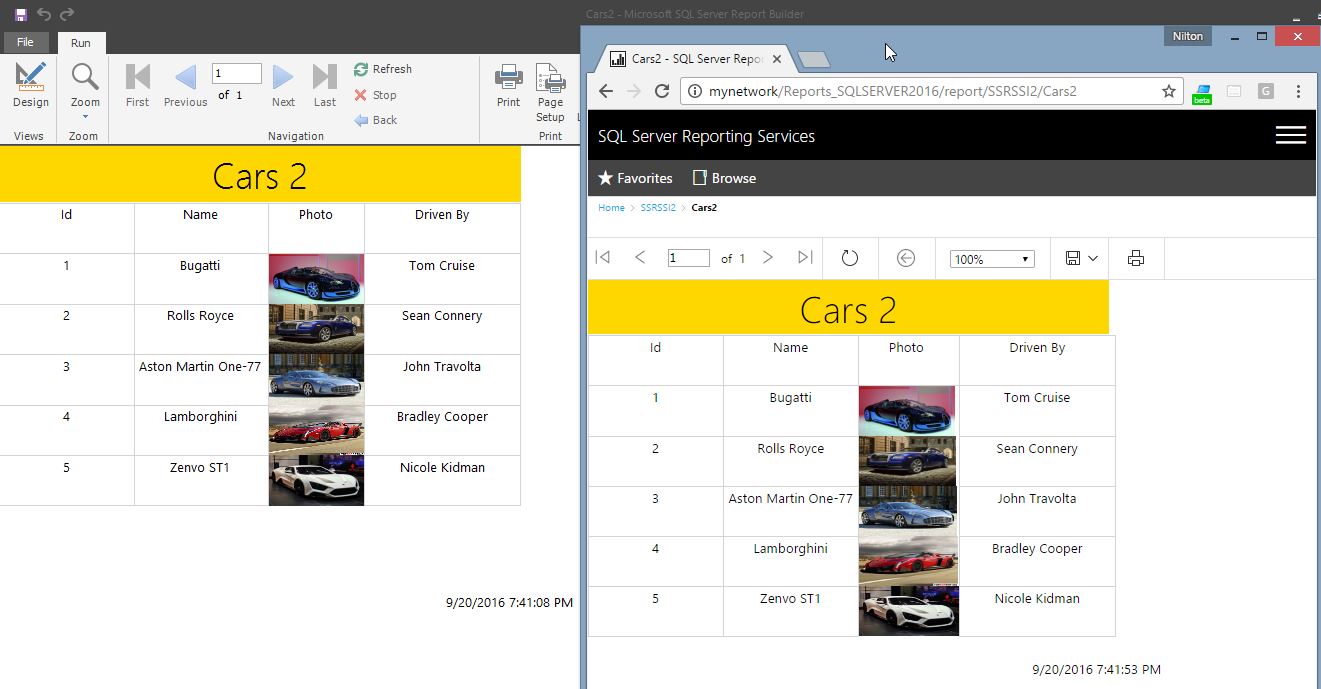 Cars2 - Microsoft SQL Server Report Builder
File Run
Design
Zoom
First
Previous
1
of 1
Next
Last
Refresh
Stop
Back
Print
Page
Setup
Views
Zoom
Navigation
Print
Cars 2
Id Name Photo Driven By
1 Bugatti Tom Cruise
2 Rolls Royce Sean Connery
3 Aston Martin One-77 John Travolta
4 Lamborghini Bradley Cooper
5 Zenvo ST1 Nicole Kidman
9/20/2016 7:41:08 PM
Nilton
Cars2 - SQL Server Repo
mynetwork/Reports_SQLSERVER2016/report/SSRSSI2/Cars2
beta
G
SQL Server Reporting Services
Favorites Browse
Home > SSRSSI2 > Cars2
1 of 1 100%
Cars 2
Id Name Photo Driven By
1 Bugatti Tom Cruise
2 Rolls Royce Sean Connery
3 Aston Martin One-77 John Travolta
4 Lamborghini Bradley Cooper
5 Zenvo ST1 Nicole Kidman
9/20/2016 7:41:53 PM